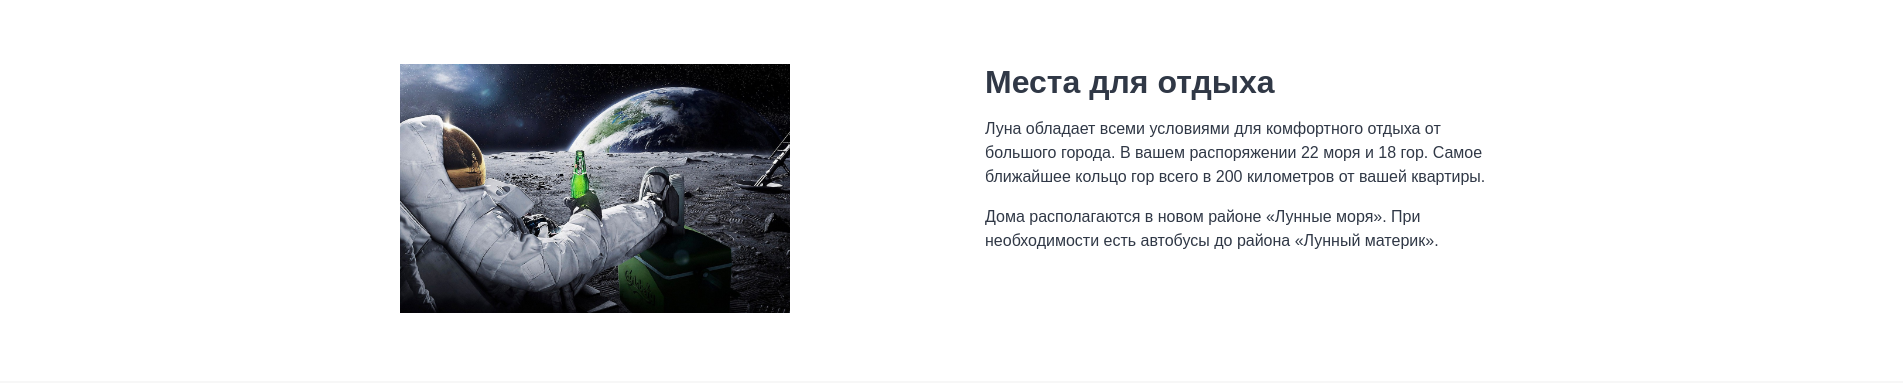 Места для отдыха
Луна обладает всеми условиями для комфортного отдыха от
большого города. В вашем распоряжении 22 моря и 18 гор. Самое
ближайшее кольцо гор всего в 200 километров от вашей квартиры.
Дома располагаются в новом районе «Лунные моря». При
необходимости есть автобусы до района «Лунный материк».